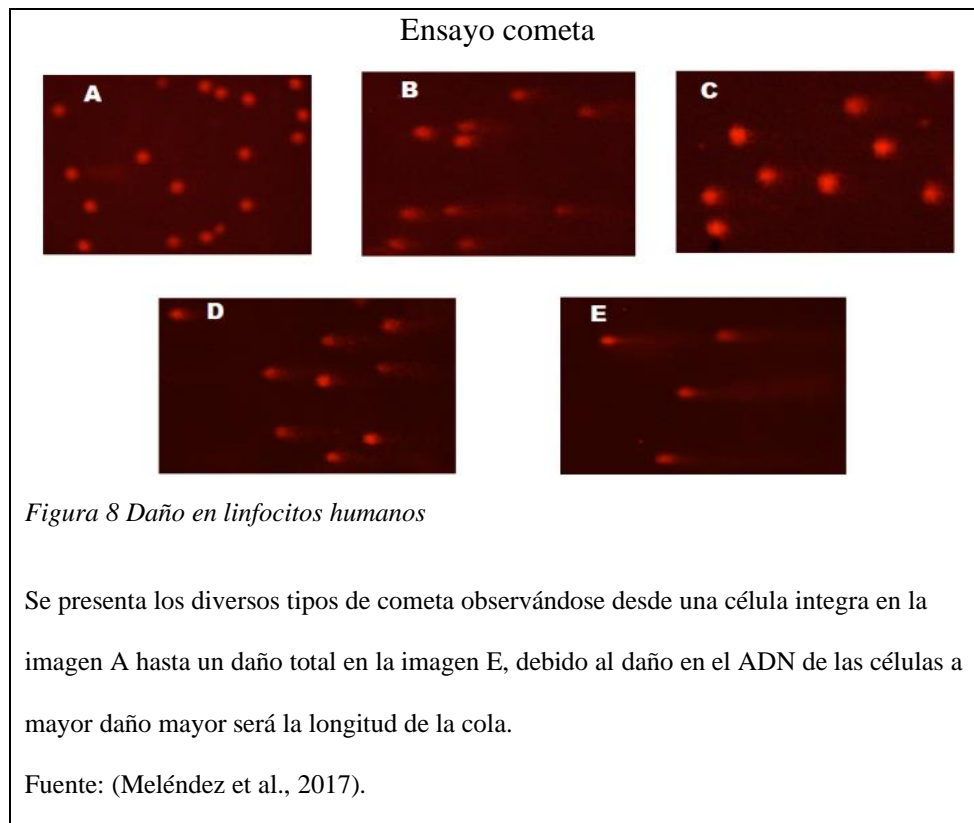 Ensayo cometa
A
B
C
D
E
Figura 8 Daño en linfocitos humanos
Se presenta los diversos tipos de cometa observándose desde una célula integra en la
imagen A hasta un daño total en la imagen E, debido al daño en el ADN de las células a
mayor daño mayor será la longitud de la cola.
Fuente: (Meléndez et al., 2017).